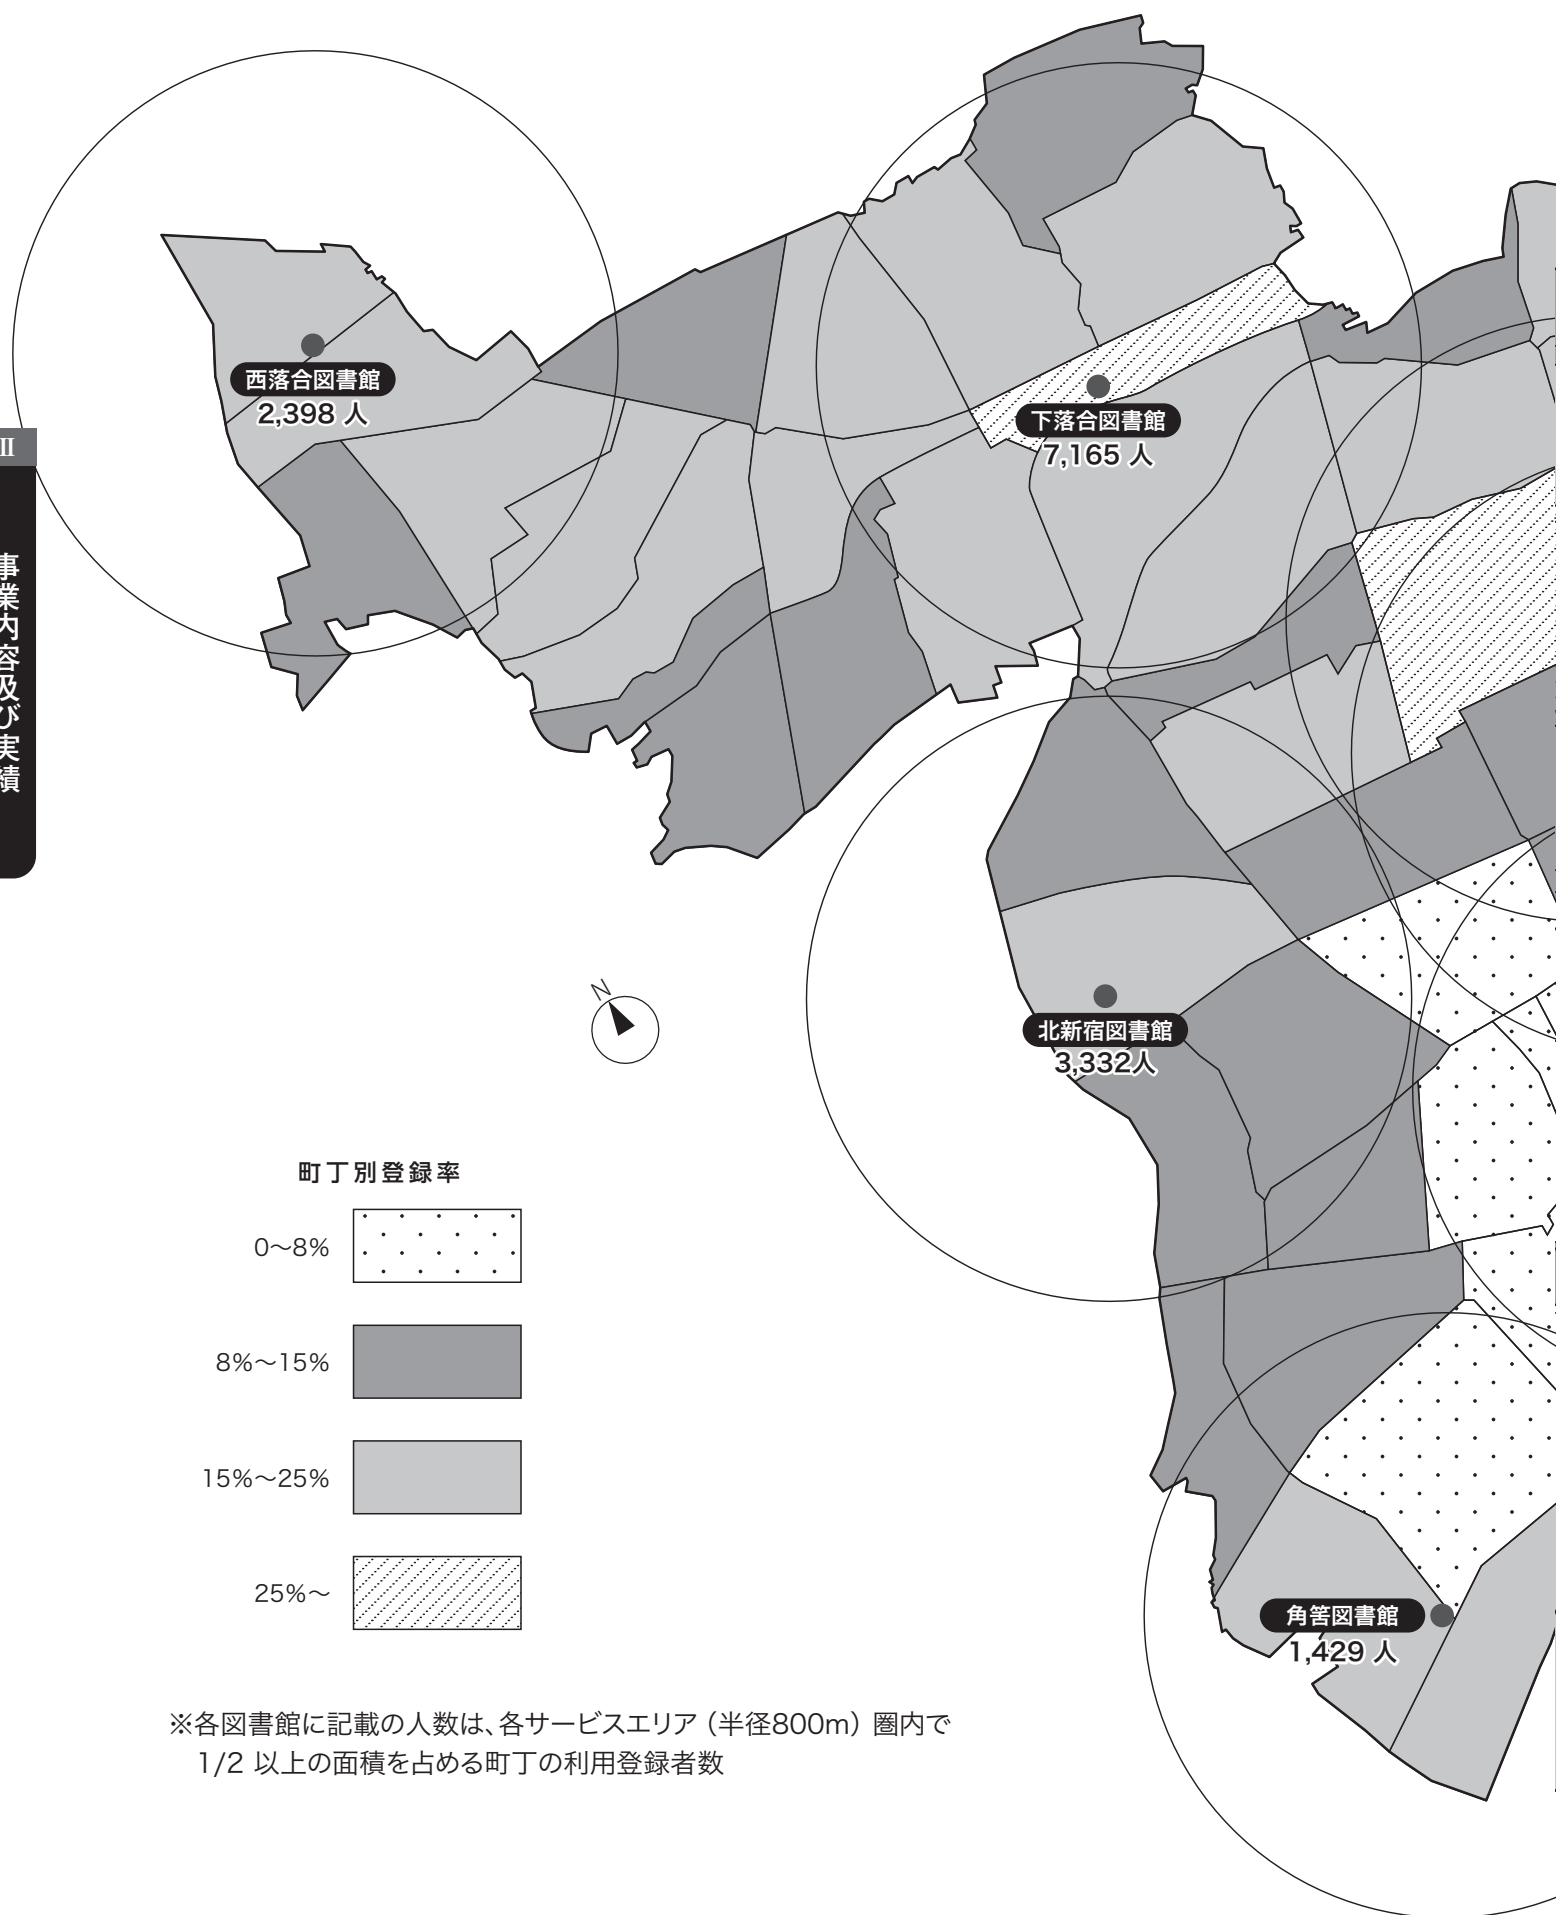 II
事業内容及び実績
西落合図書館
2,398 人
下落合図書館
7,165 人
N
北新宿図書館
3,332人
町丁別登録率
0～8%
8%～15%
15%～25%
25%～
角筈図書館
1,429 人
※各図書館に記載の人数は、各サービスエリア（半径800m）圏内で
1/2 以上の面積を占める町丁の利用登録者数